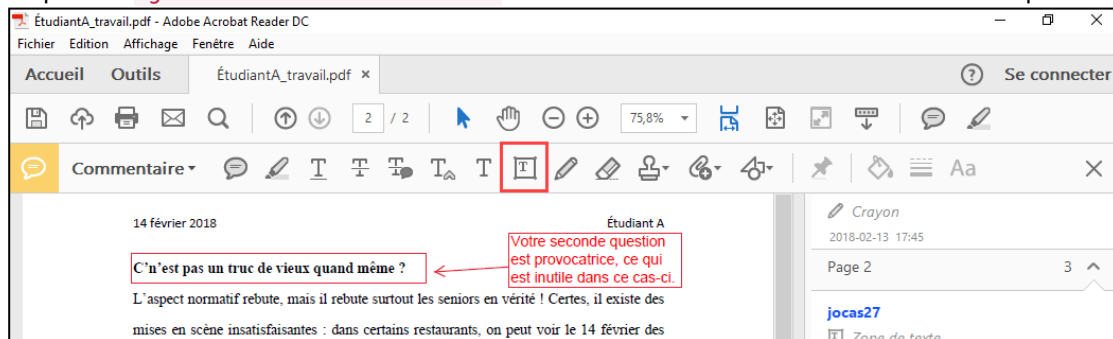 ÉtudiantA_travail.pdf - Adobe Acrobat Reader DC
Fichier Edition Affichage Fenêtre Aide
Accueil Outils ÉtudiantA_travail.pdf × ? Se connecter
2 / 2 75,8%
Commentaire T T T T T T Aa
14 février 2018 Étudiant A
Votre seconde question
est provocatrice, ce qui
est inutile dans ce cas-ci.
C'n'est pas un truc de vieux quand même ?
L'aspect normatif rebute, mais il rebute surtout les seniors en vérité ! Certes, il existe des
mises en scène insatisfaisantes : dans certains restaurants, on peut voir le 14 février des
Crayon
2018-02-13 17:45
Page 2 3
jocas27
Zone de texte